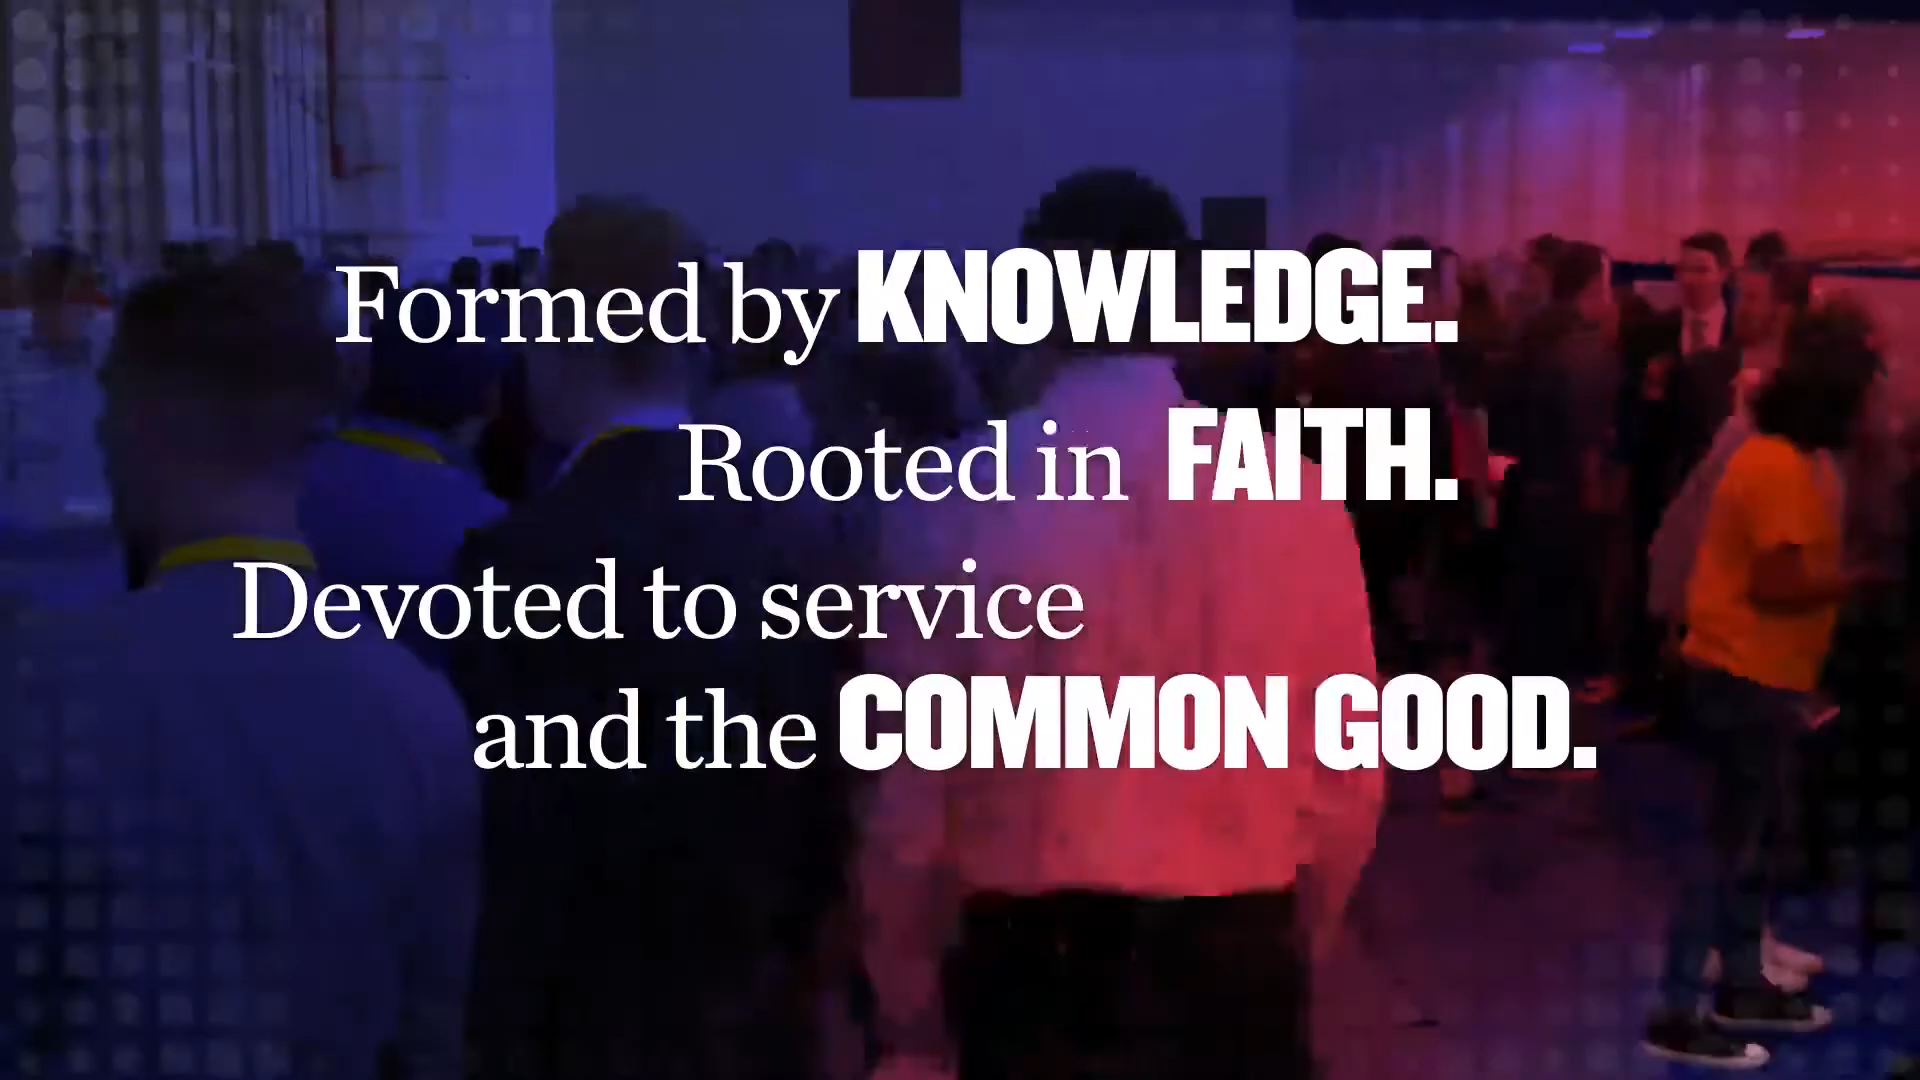 Formed by KNOWLEDGE.
Rooted in FAITH.
Devoted to service
and the COMMON GOOD.